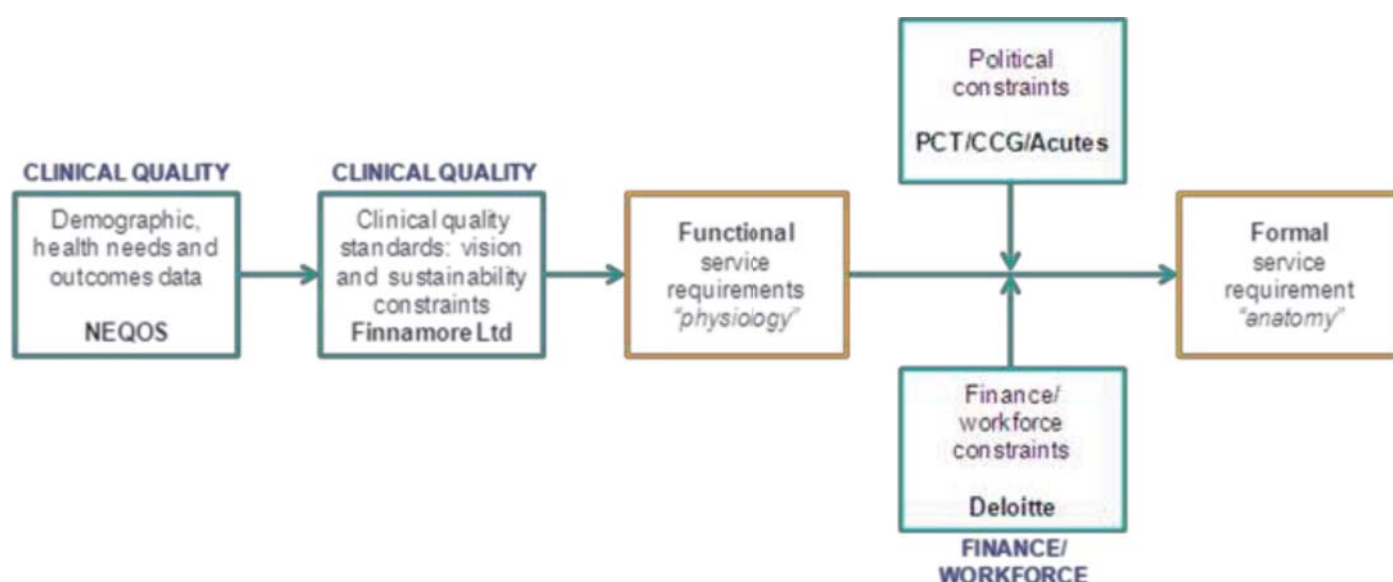 CLINICAL QUALITY
Demographic,
health needs and
outcomes data
NEQOS
CLINICAL QUALITY
Clinical quality
standards: vision
and sustainability
constraints
Finnamore Ltd
Functional
service
requirements
"physiology"
Political
constraints
PCT/CCG/Acutes
Finance/
workforce
constraints
Deloitte
FINANCE/
WORKFORCE
Formal
service
requirement
"anatomy"